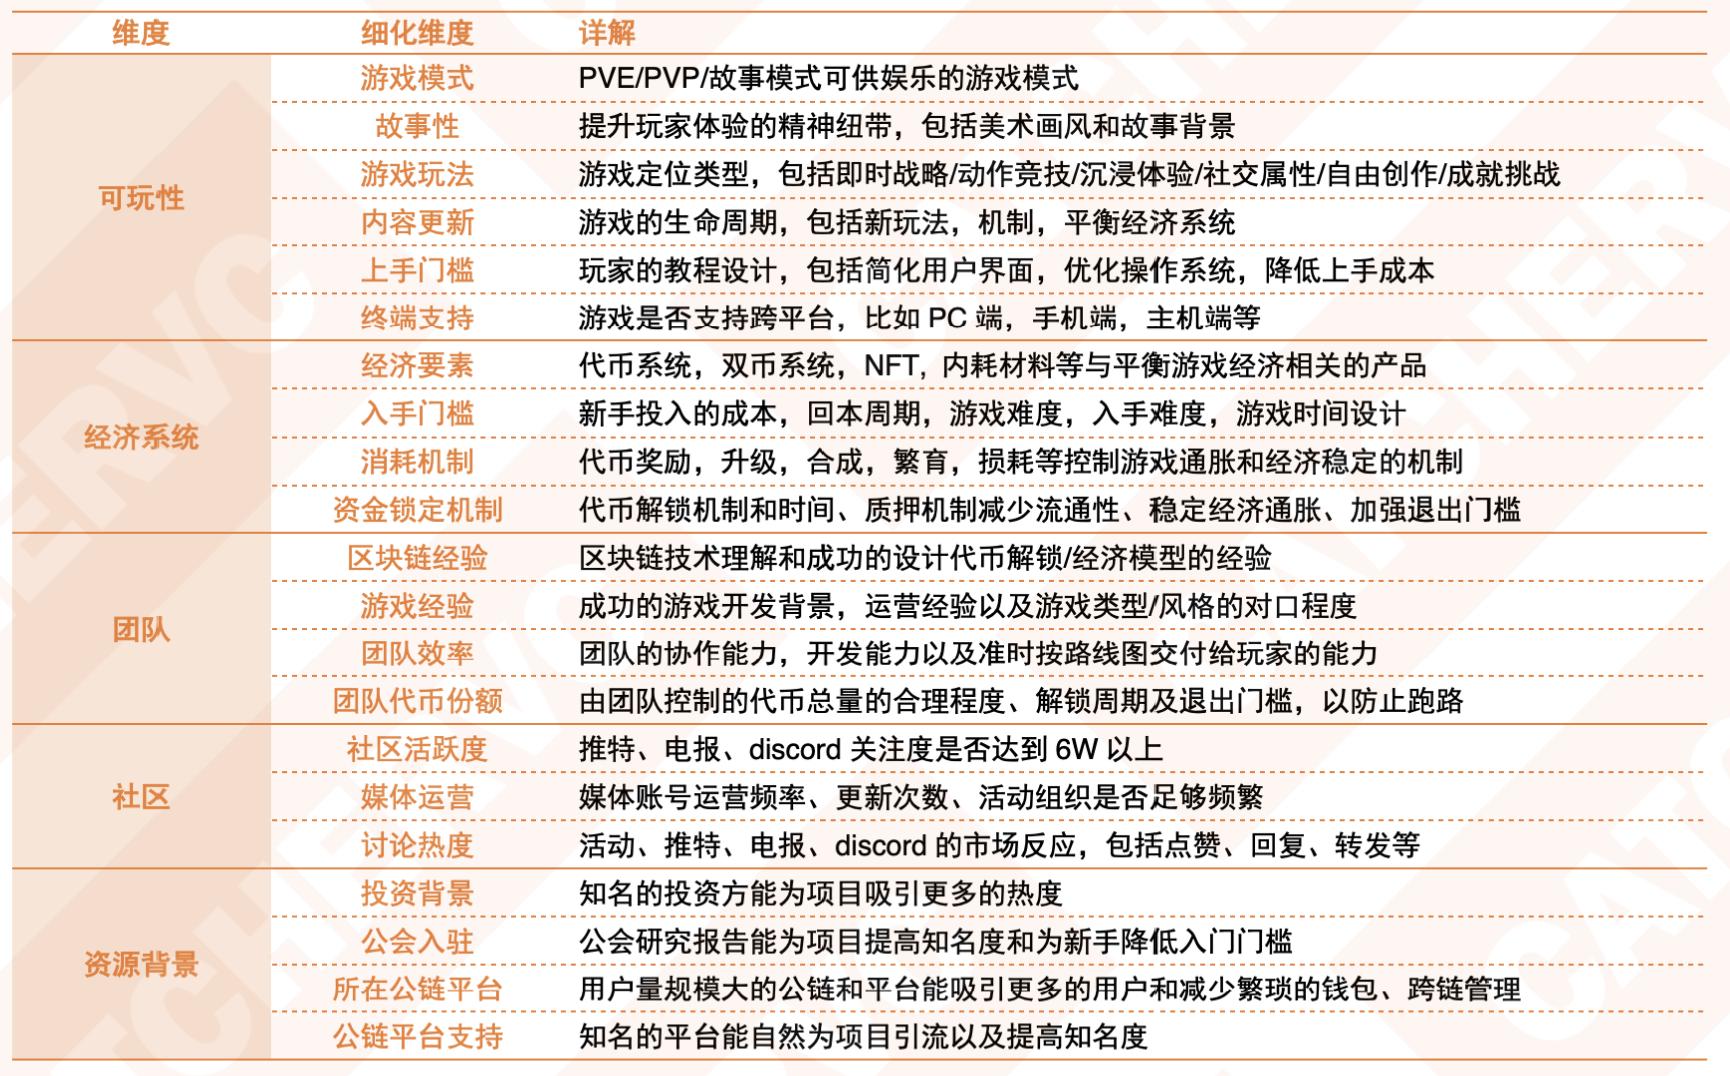 维度 细化维度 详解
可玩性
游戏模式 PVE/PVP/故事模式可供娱乐的游戏模式
故事性 提升玩家体验的精神纽带，包括美术画风和故事背景
游戏玩法 游戏定位类型，包括即时战略/动作竞技/沉浸体验/社交属性/自由创作/成就挑战
内容更新 游戏的生命周期，包括新玩法，机制，平衡经济系统
上手门槛 玩家的教程设计，包括简化用户界面，优化操作系统，降低上手成本
终端支持 游戏是否支持跨平台，比如 PC 端，手机端，主机端等
经济系统
经济要素 代币系统，双币系统，NFT, 内耗材料等与平衡游戏经济相关的产品
入手门槛 新手投入的成本，回本周期，游戏难度，入手难度，游戏时间设计
消耗机制 代币奖励，升级，合成，繁育，损耗等控制游戏通胀和经济稳定的机制
资金锁定机制 代币解锁机制和时间、质押机制减少流通性、稳定经济通胀、加强退出门槛
团队
区块链经验 区块链技术理解和成功的设计代币解锁/经济模型的经验
游戏经验 成功的游戏开发背景，运营经验以及游戏类型/风格的对口程度
团队效率 团队的协作能力，开发能力以及准时按路线图交付给玩家的能力
团队代币份额 由团队控制的代币总量的合理程度、解锁周期及退出门槛，以防止跑路
社区
社区活跃度 推特、电报、discord 关注度是否达到 6W 以上
媒体运营 媒体账号运营频率、更新次数、活动组织是否足够频繁
讨论热度 活动、推特、电报、discord 的市场反应，包括点赞、回复、转发等
资源背景
投资背景 知名的投资方能为项目吸引更多的热度
公会入驻 公会研究报告能为项目提高知名度和为新手降低入门门槛
所在公链平台 用户量规模大的公链和平台能吸引更多的用户和减少繁琐的钱包、跨链管理
公链平台支持 知名的平台能自然为项目引流以及提高知名度
CATCHERVC